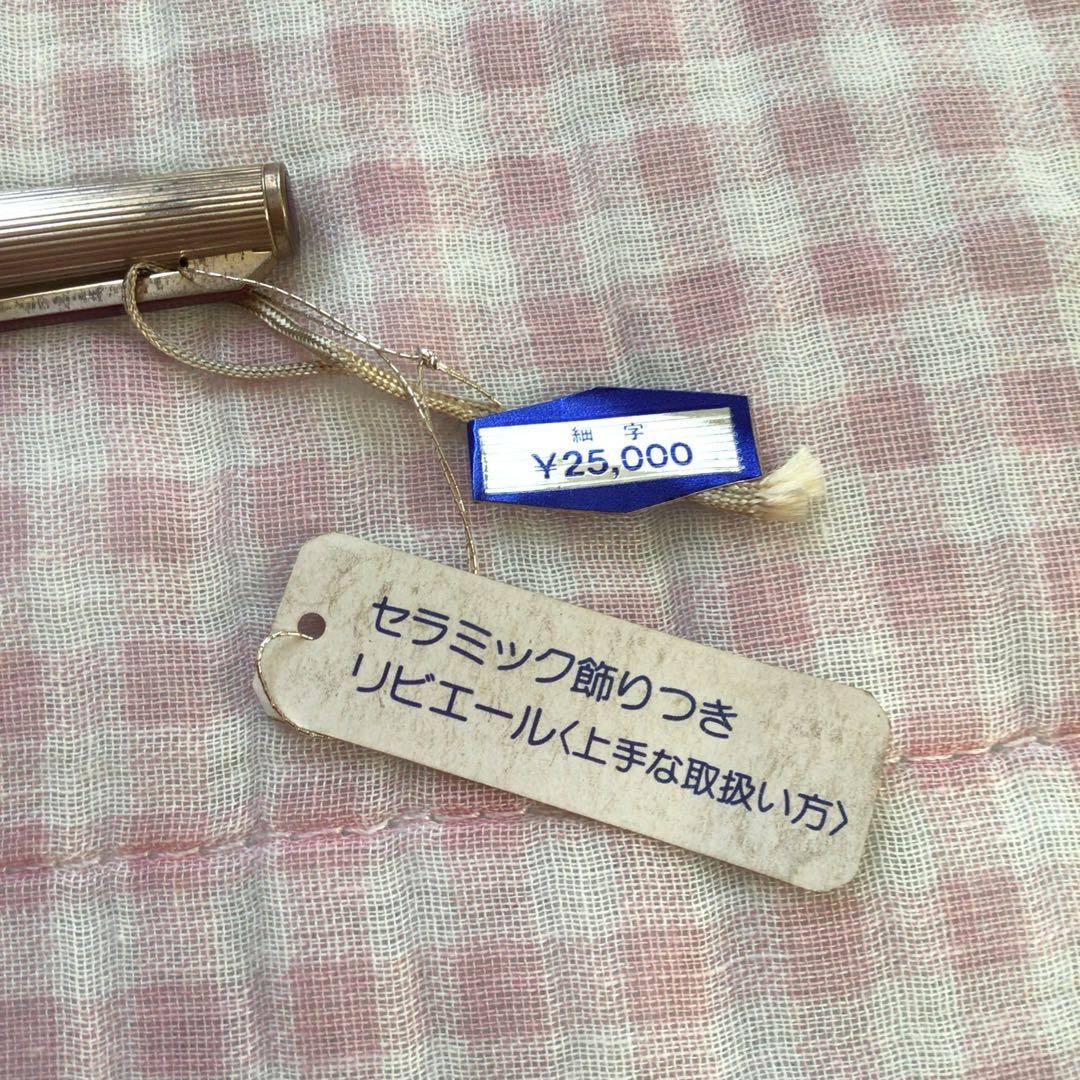 細字
¥25,000
セラミック飾りつき
リビエール〈上手な取扱い方〉